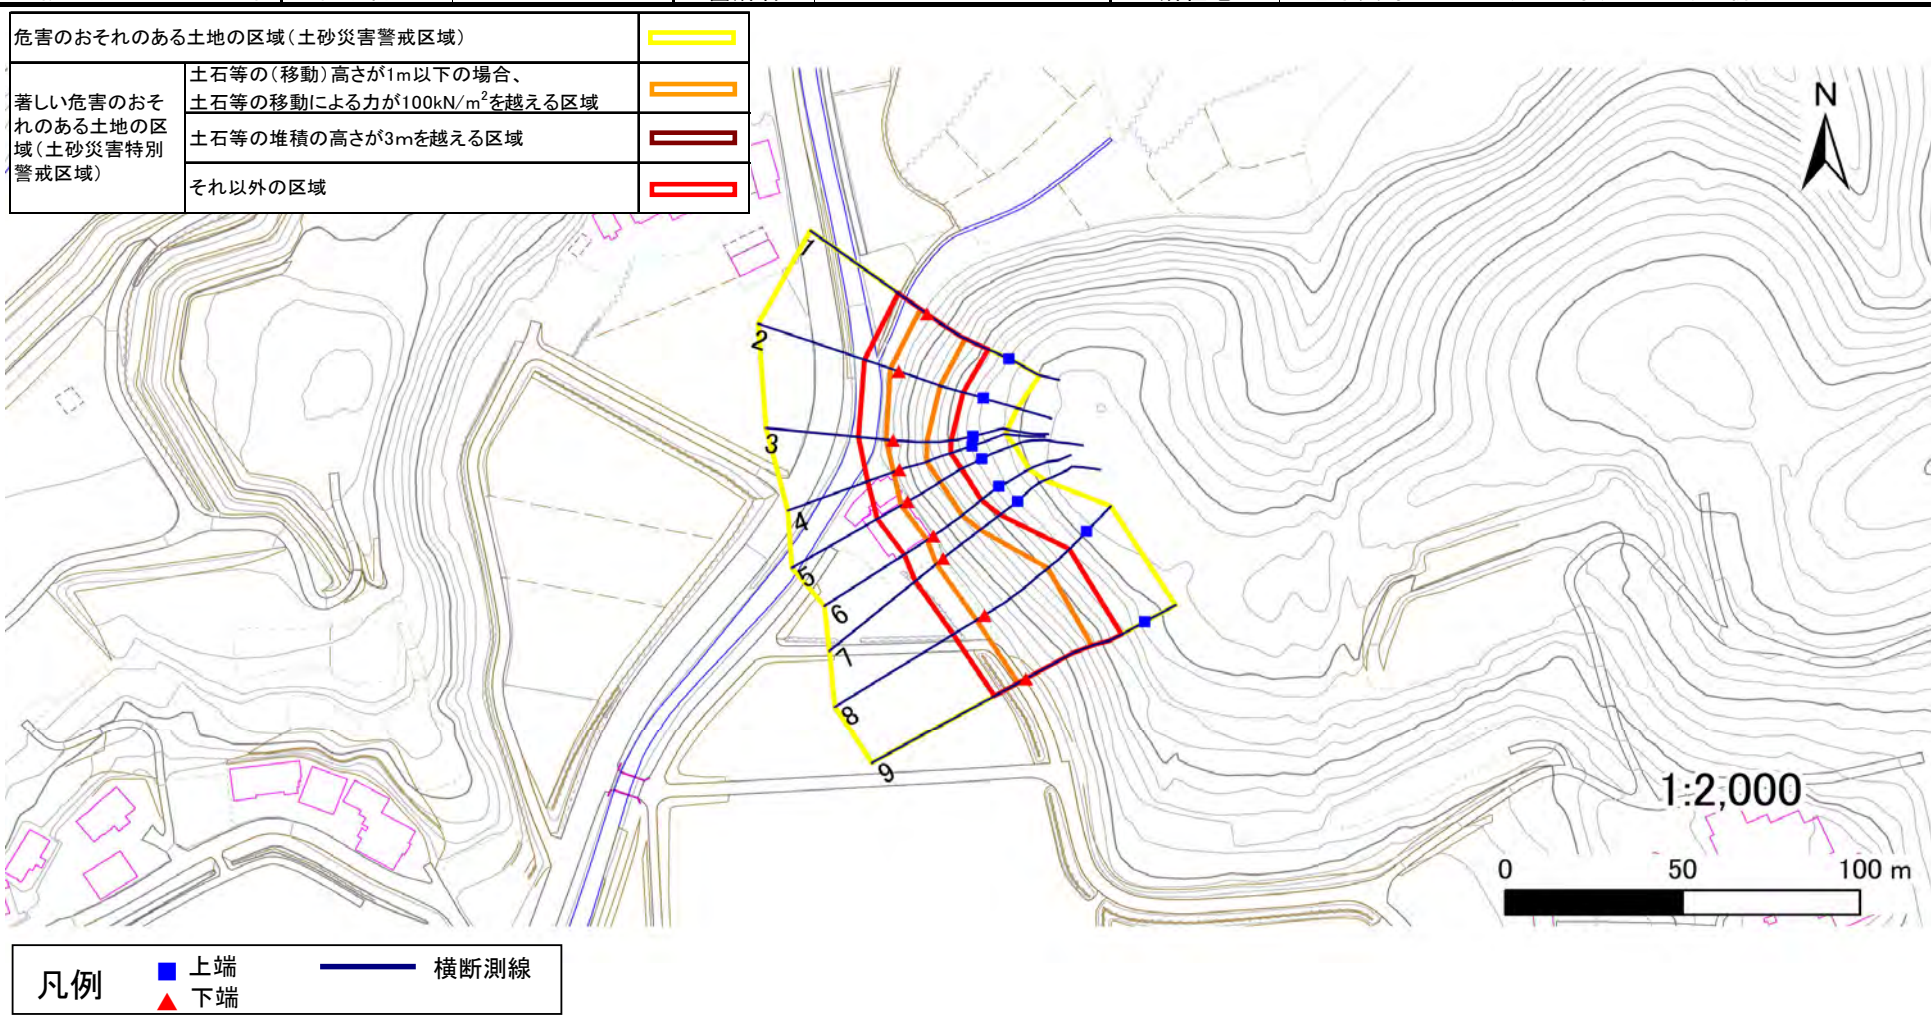 危害のおそれのある土地の区域(土砂災害警戒区域)
著しい危害のおそ
れのある土地の区
域(土砂災害特別
警戒区域)
土石等の(移動)高さが1m以下の場合、
土石等の移動による力が100kN/m²を越える区域
土石等の堆積の高さが3mを越える区域
それ以外の区域
N
1
2
3
4
5
6
7
8
9
1:2,000
0 50 100 m
凡例
上端
横断測線
下端